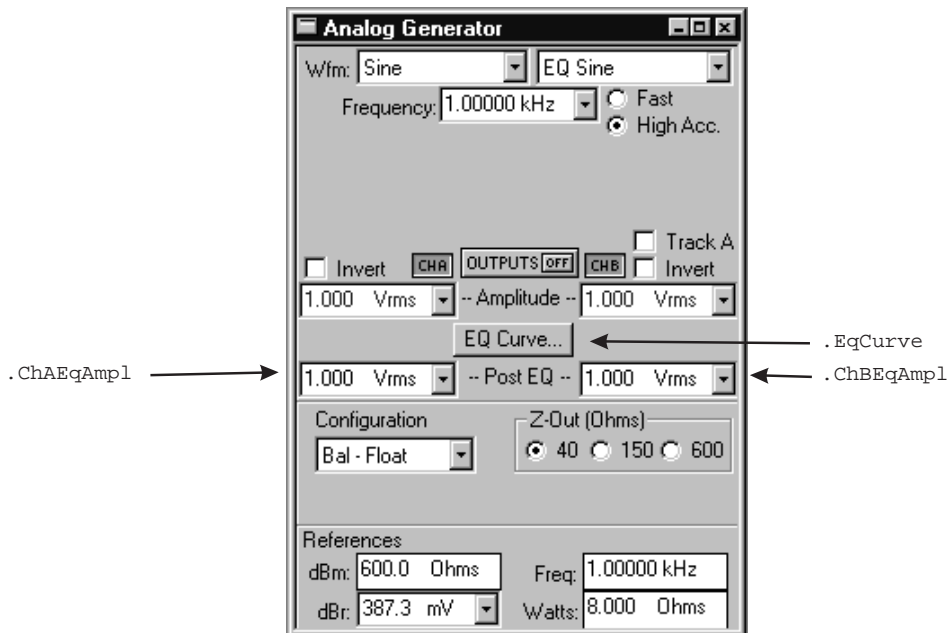 Analog Generator
Wfm: Sine EQ Sine
Frequency: 1.00000 kHz Fast
High Acc.
Track A
Invert CHA OUTPUTS OFF CHB Invert
1.000 Vrms -- Amplitude -- 1.000 Vrms
EQ Curve... .EqCurve
.ChAEqAmpl 1.000 Vrms -- Post EQ -- 1.000 Vrms .ChBEqAmpl
Configuration Z-Out (Ohms)
Bal - Float 40 150 600
References
dBm: 600.0 Ohms Freq: 1.00000 kHz
dBr: 387.3 mV Watts: 8.000 Ohms